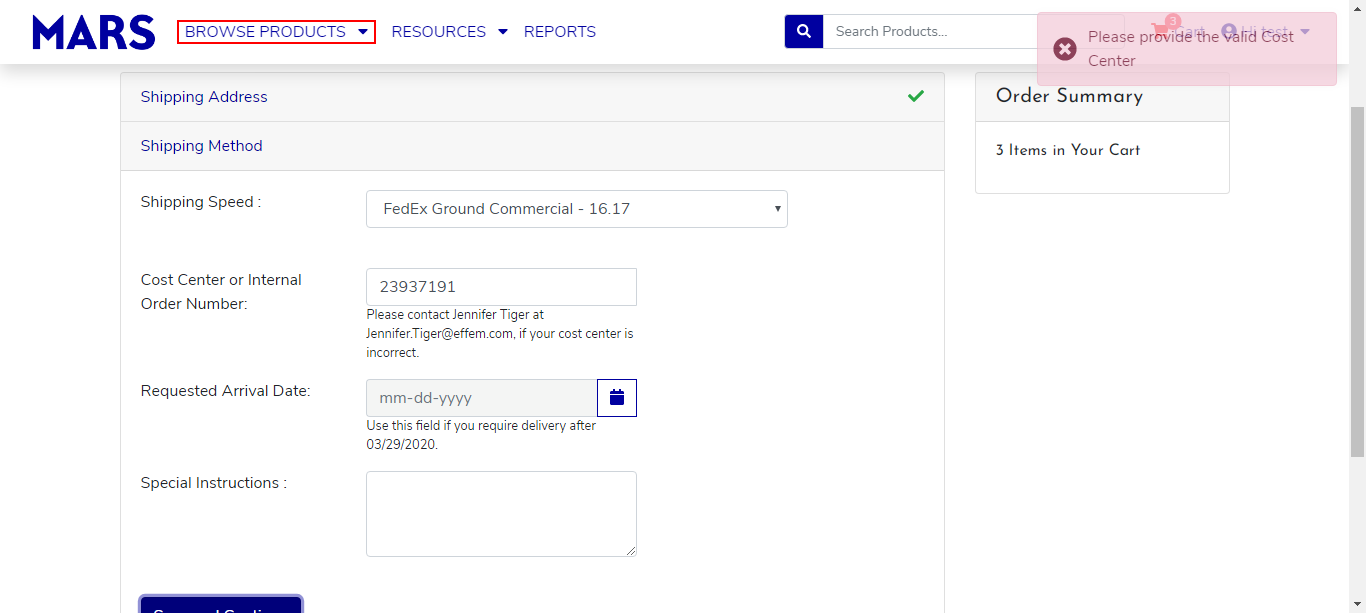 MARS
BROWSE PRODUCTS
RESOURCES
REPORTS
Search Products...
3
Cart
Hi test
Please provide the valid Cost
Center
Shipping Address
Order Summary
3 Items in Your Cart
Shipping Method
Shipping Speed :
FedEx Ground Commercial - 16.17
Cost Center or Internal
Order Number:
23937191
Please contact Jennifer Tiger at
Jennifer.Tiger@effem.com, if your cost center is
incorrect.
Requested Arrival Date:
mm-dd-yyyy
Use this field if you require delivery after
03/29/2020.
Special Instructions :